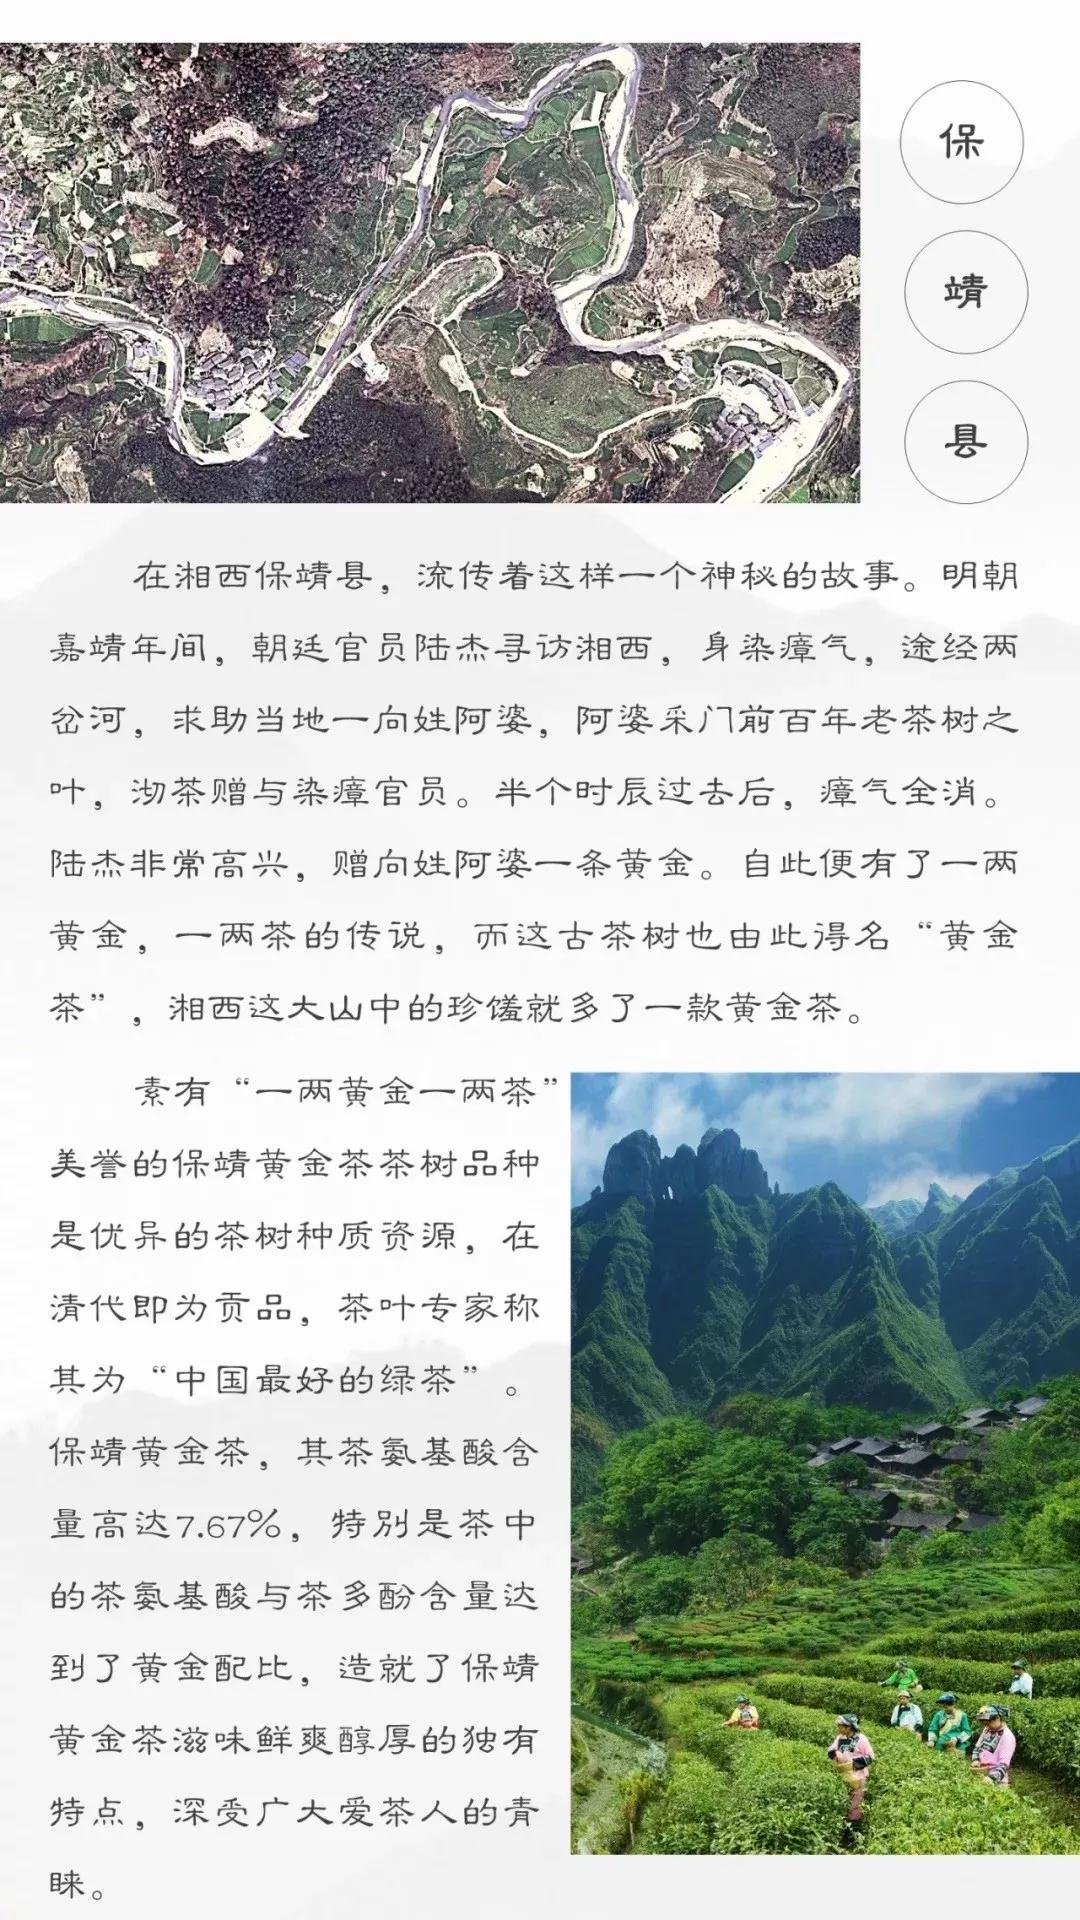 保
靖
县
在湘西保靖县，流传着这样一个神秘的故事。明朝
嘉靖年间，朝廷官员陆杰寻访湘西，身染瘴气，途经两
岔河，求助当地一向姓阿婆，阿婆采门前百年老茶树之
叶，沏茶赠与染瘴官员。半个时辰过去后，瘴气全消。
陆杰非常高兴，赠向姓阿婆一条黄金。自此便有了一两
黄金，一两茶的传说，而这古茶树也由此得名“黄金
茶”，湘西这大山中的珍馐就多了一款黄金茶。
素有“一两黄金一两茶”
美誉的保靖黄金茶茶树品种
是优异的茶树种质资源，在
清代即为贡品，茶叶专家称
其为“中国最好的绿茶”。
保靖黄金茶，其茶氨基酸含
量高达7.67%，特别是茶中
的茶氨基酸与茶多酚含量达
到了黄金配比，造就了保靖
黄金茶滋味鲜爽醇厚的独有
特点，深受广大爱茶人的青
睐。